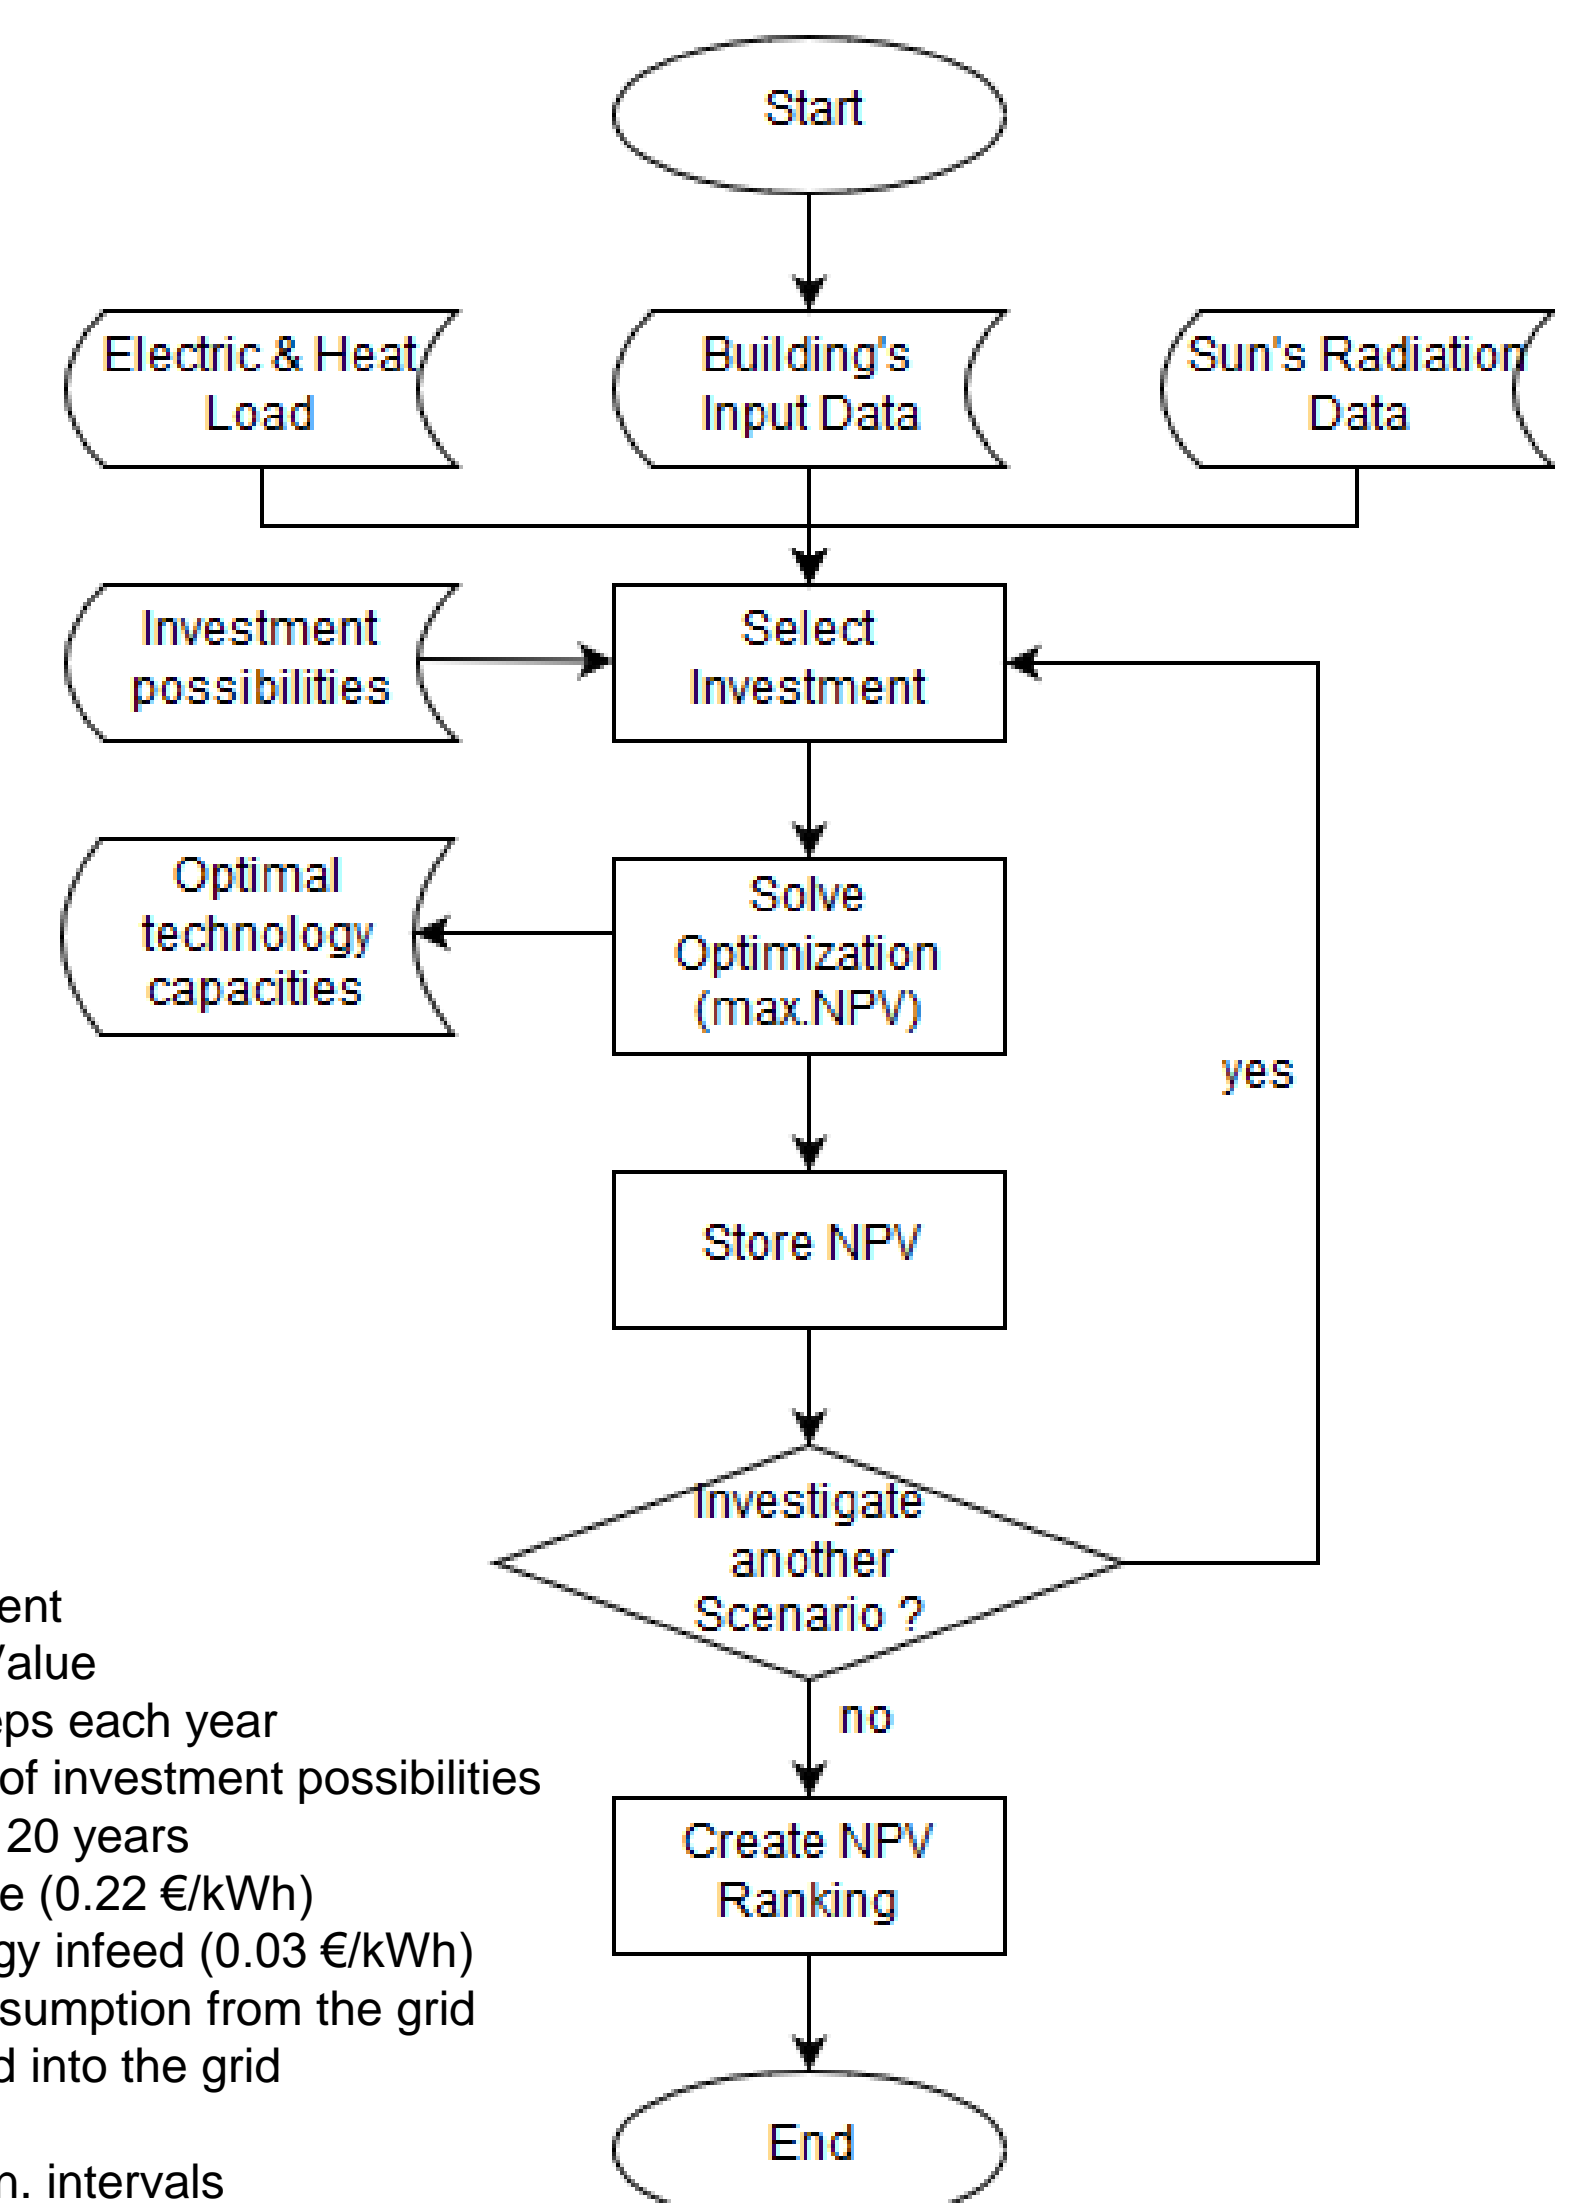 Start
Electric & Heat
Load
Building's
Input Data
Sun's Radiation
Data
Investment
possibilities
Select
Investment
Optimal
technology
capacities
Solve
Optimization
(max.NPV)
yes
Store NPV
Investigate
another
Scenario ?
no
Create NPV
Ranking
End
ent
Value
eps each year
of investment possibilities
20 years
e (0.22 €/kWh)
gy infeed (0.03 €/kWh)
sumption from the grid
d into the grid
n. intervals